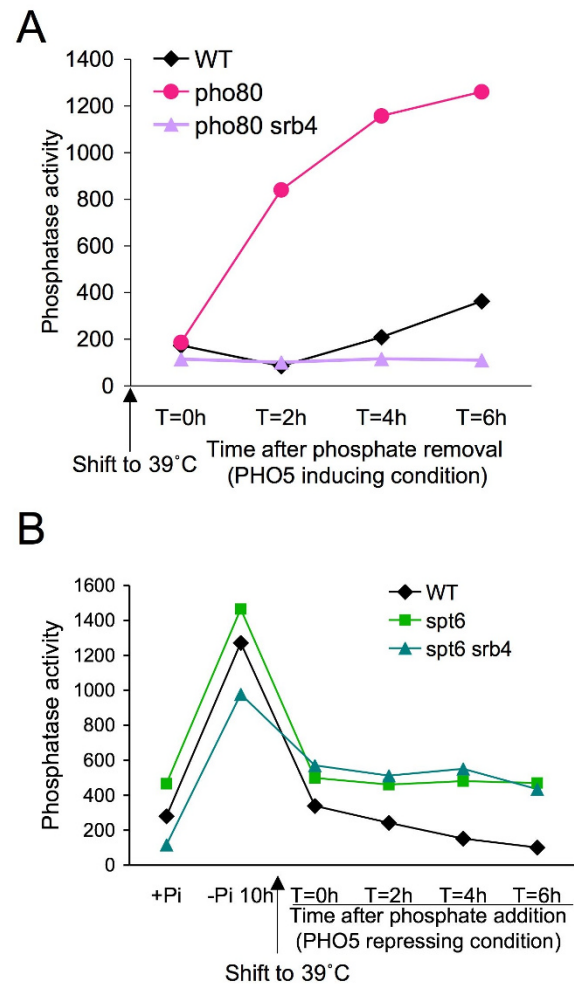 A
WT
pho80
pho80 srb4
Phosphatase activity
1400
1200
1000
800
600
400
200
0
T=0h T=2h T=4h T=6h
Shift to 39˚C
Time after phosphate removal
(PHO5 inducing condition)
B
WT
spt6
spt6 srb4
Phosphatase activity
1600
1400
1200
1000
800
600
400
200
0
+Pi -Pi 10h T=0h T=2h T=4h T=6h
Time after phosphate addition
(PHO5 repressing condition)
Shift to 39˚C